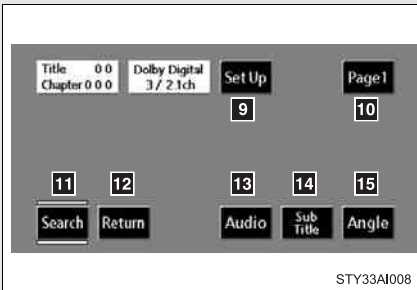 Title 0 0
Chapter 0 0 0
Dolby Digital
3 / 2.1ch
Set Up
Page1
9
10
11
12
13
14
15
Search
Return
Audio
Sub
Title
Angle
STY33AI008